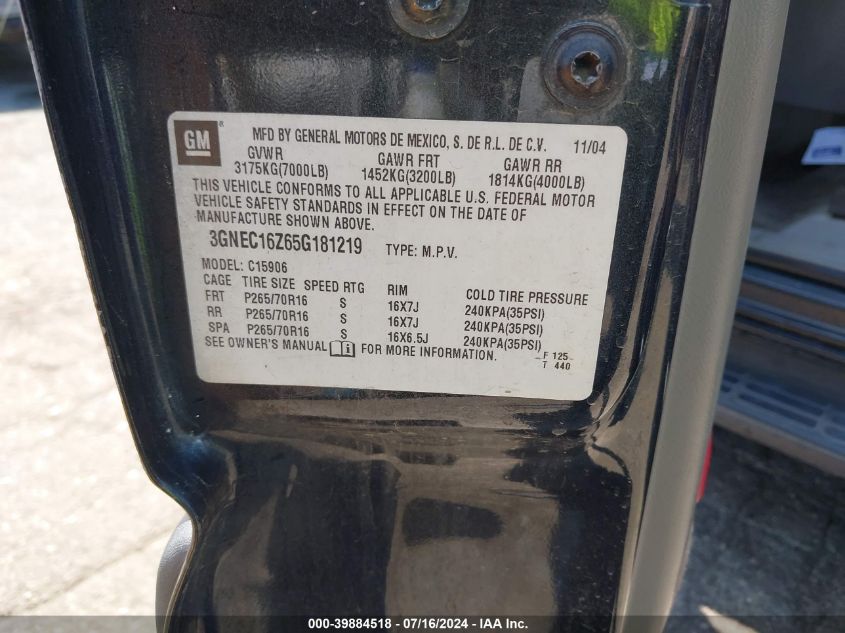 GM
MFD BY GENERAL MOTORS DE MEXICO, S. DE R.L. DE C.V. 11/04
GVWR GAWR FRT GAWR RR
3175KG(7000LB) 1452KG(3200LB) 1814KG(4000LB)
THIS VEHICLE CONFORMS TO ALL APPLICABLE U.S. FEDERAL MOTOR
VEHICLE SAFETY STANDARDS IN EFFECT ON THE DATE OF
MANUFACTURE SHOWN ABOVE.
3GNEC16Z65G181219 TYPE: M.P.V.
MODEL: C15906
CAGE TIRE SIZE SPEED RTG RIM COLD TIRE PRESSURE
FRT P265/70R16 S 16X7J 240KPA(35PSI)
RR P265/70R16 S 16X7J 240KPA(35PSI)
SPA P265/70R16 S 16X6.5J 240KPA(35PSI)
SEE OWNER'S MANUAL i FOR MORE INFORMATION.
F 125
T 440
000-39884518 - 07/16/2024 - IAA Inc.